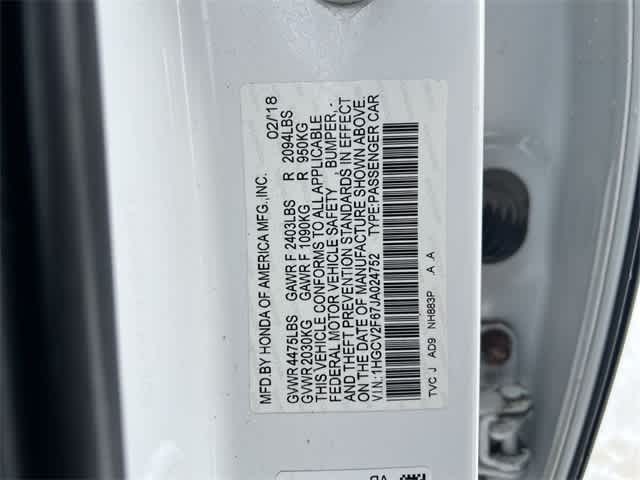 MFD.BY HONDA OF AMERICA MFG.,INC. 02/'18
GVWR 4475LBS GAWR F 2403LBS R 2094LBS
GVWR 2030KG GAWR F 1090KG R 950KG
THIS VEHICLE CONFORMS TO ALL APPLICABLE
FEDERAL MOTOR VEHICLE SAFETY BUMPER,
AND THEFT PREVENTION STANDARDS IN EFFECT
ON THE DATE OF MANUFACTURE SHOWN ABOVE.
V.I.N.:1HGCV2F67JA024752 TYPE:PASSENGER CAR
TVC J AD9 NH883P .A .A